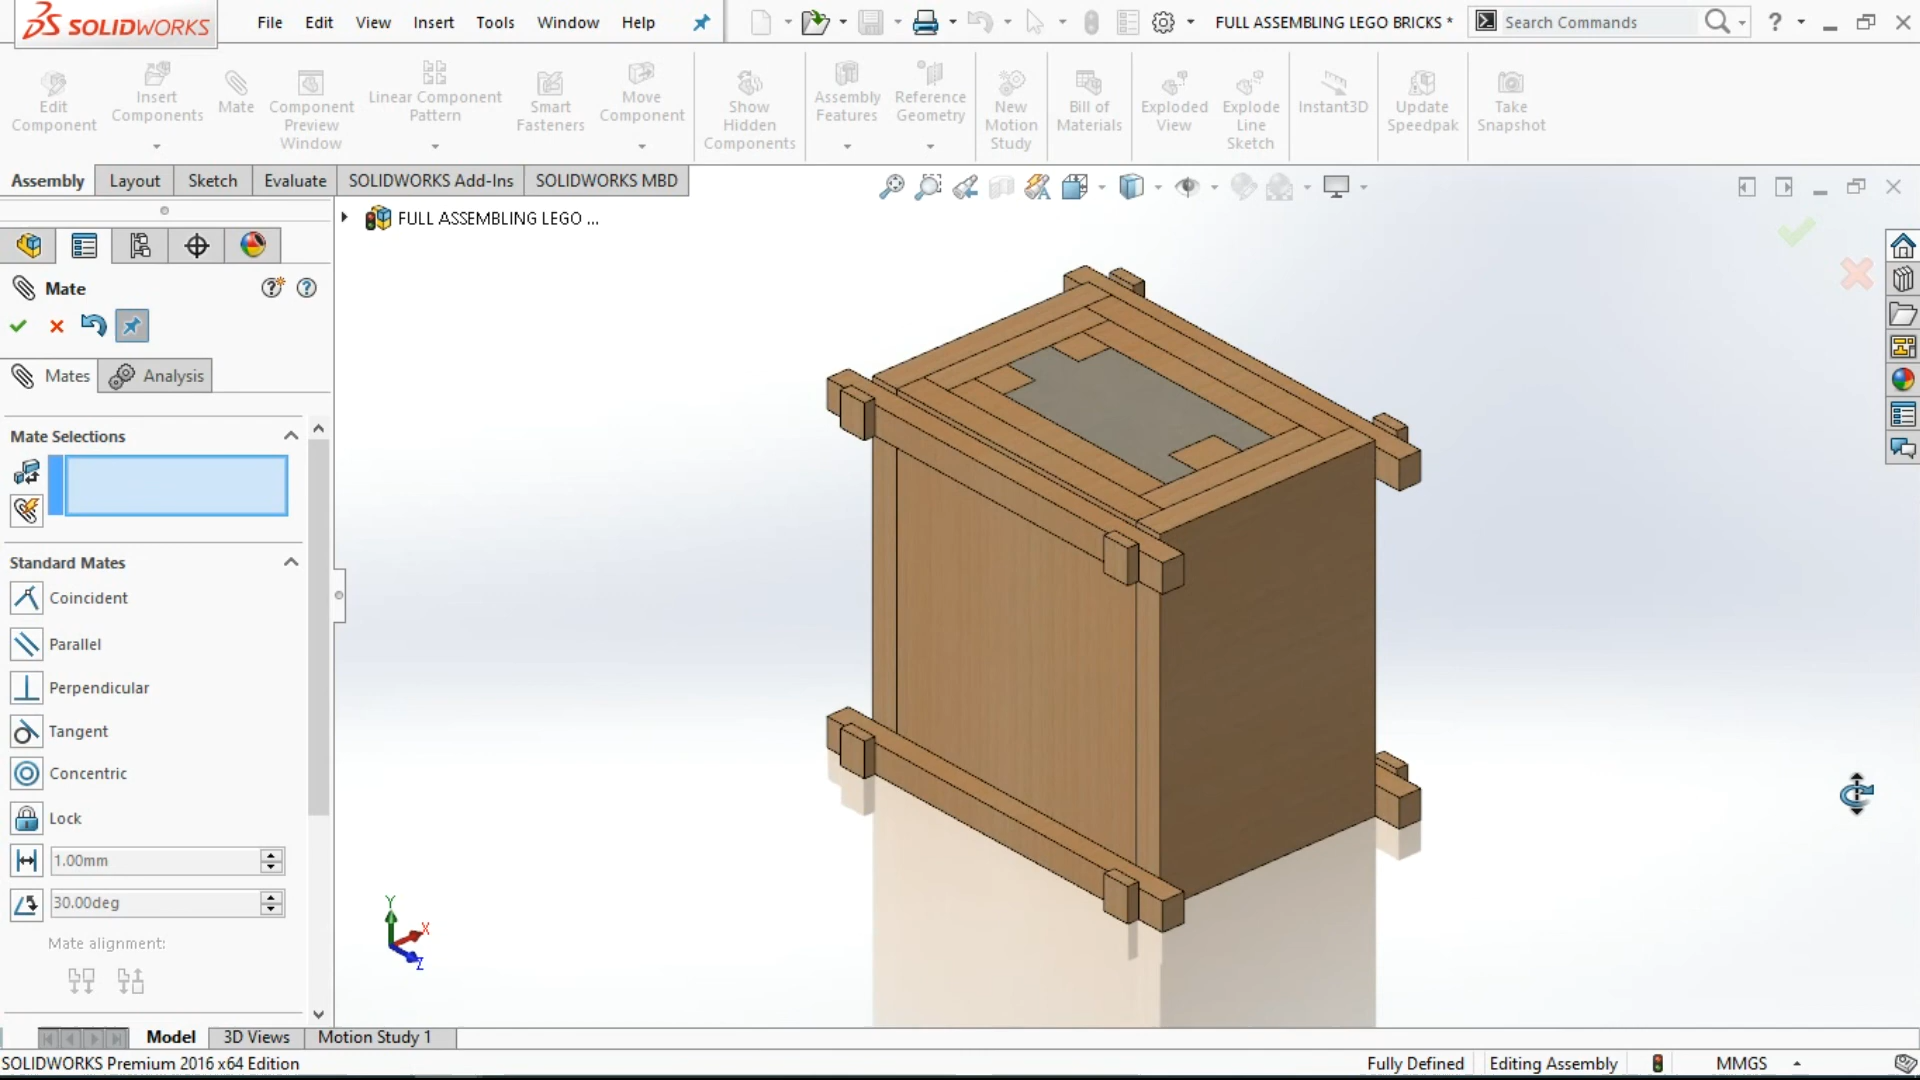 SOLIDWORKS
File Edit View Insert Tools Window Help
FULL ASSEMBLING LEGO BRICKS *
Search Commands
?
Edit
Component
Insert
Components
Mate
Component
Preview
Window
Linear Component
Pattern
Smart
Fasteners
Move
Component
Show
Hidden
Components
Assembly
Features
Reference
Geometry
New
Motion
Study
Bill of
Materials
Exploded
View
Explode
Line
Sketch
Instant3D
Update
Speedpak
Take
Snapshot
Assembly Layout Sketch Evaluate SOLIDWORKS Add-Ins SOLIDWORKS MBD
FULL ASSEMBLING LEGO ...
Mate
Mates Analysis
Mate Selections
Standard Mates
Coincident
Parallel
Perpendicular
Tangent
Concentric
Lock
1.00mm
30.00deg
Mate alignment:
Y
X
Z
Model 3D Views Motion Study 1
SOLIDWORKS Premium 2016 x64 Edition
Fully Defined Editing Assembly MMGS